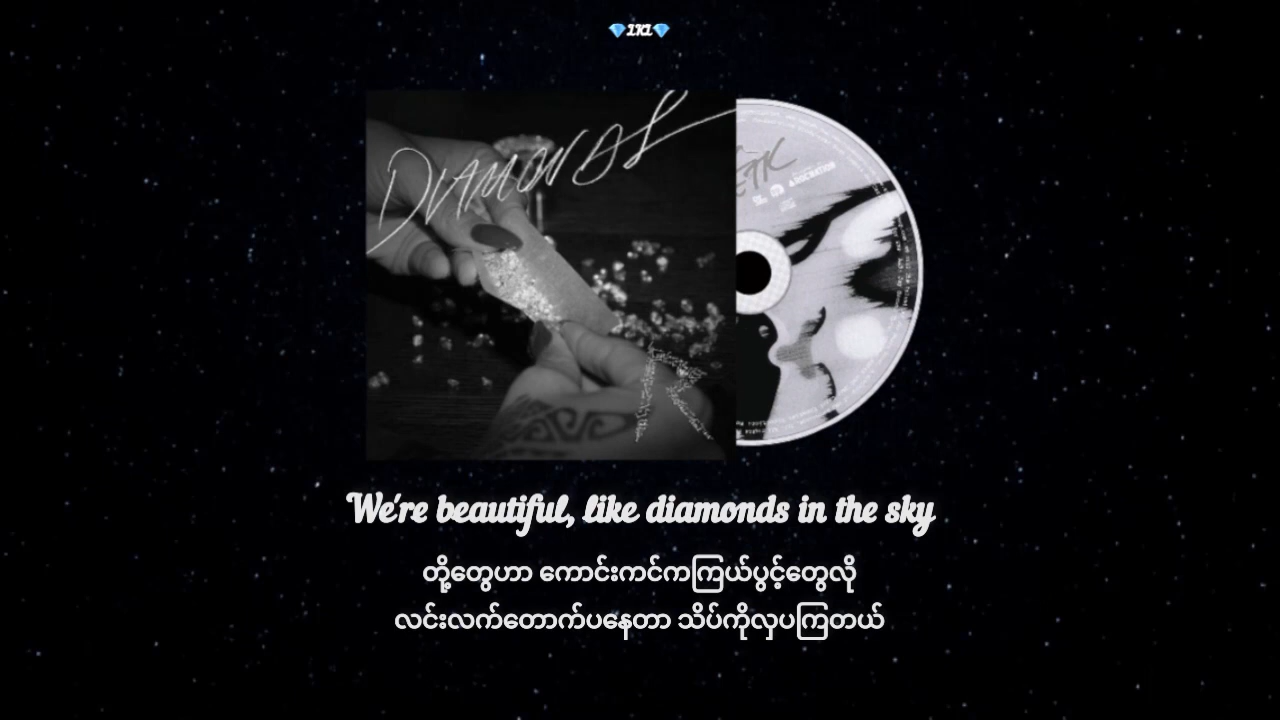 💎IKI💎
DIAMONDS
ROCNATION
R
We're beautiful, like diamonds in the sky
တို့တွေဟာ ကောင်းကင်ကကြယ်ပွင့်တွေလို
လင်းလက်တောက်ပနေတာ သိပ်ကိုလှပကြတယ်